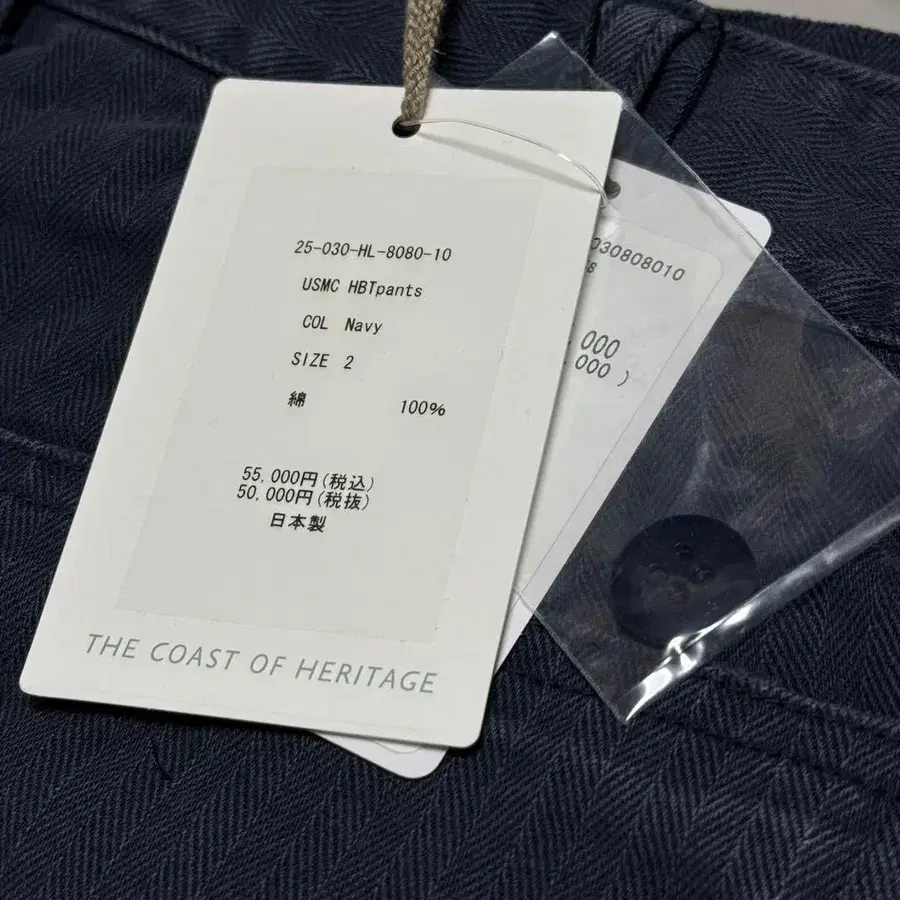 25-030-HL-8080-10
USMC HBTpants
COL Navy
SIZE 2
綿 100%
55,000円(税込)
50,000円(税抜)
日本製
THE COAST OF HERITAGE
030808010
,000
,000 )